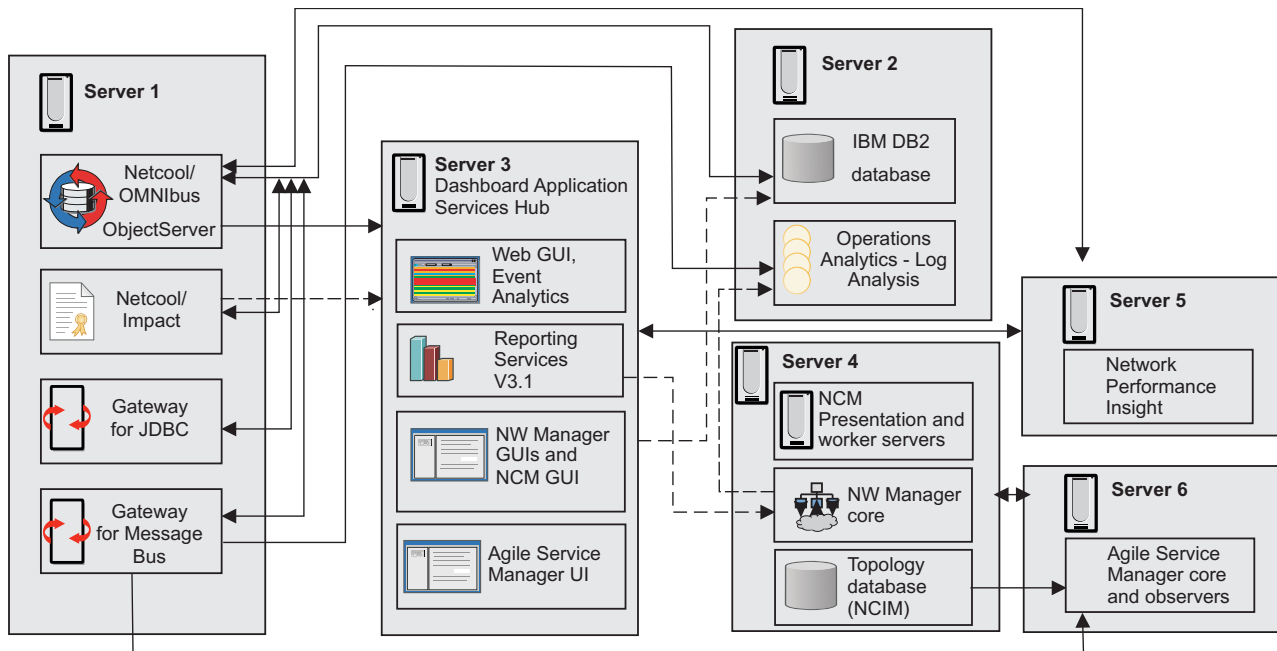 Server 1
Netcool/
OMNIbus
ObjectServer
Netcool/
Impact
Gateway
for JDBC
Gateway
for Message
Bus
Server 3
Dashboard Application
Services Hub
Web GUI,
Event
Analytics
Reporting
Services
V3.1
NW Manager
GUIs and
NCM GUI
Agile Service
Manager UI
Server 2
IBM DB2
database
Operations
Analytics - Log
Analysis
Server 4
NCM
Presentation and
worker servers
NW Manager
core
Topology
database
(NCIM)
Server 5
Network
Performance
Insight
Server 6
Agile Service
Manager core
and observers